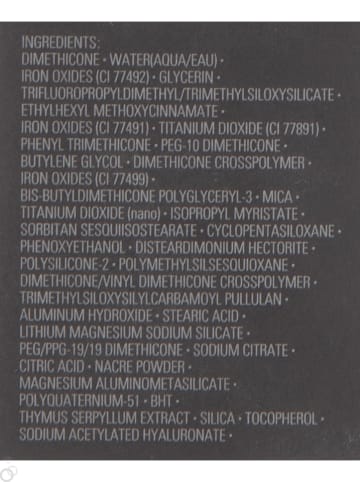 INGREDIENTS:
DIMETHICONE • WATER(AQUA/EAU) •
IRON OXIDES (CI 77492) • GLYCERIN •
TRIFLUOROPROPYLDIMETHYL/TRIMETHYLSILOXYSILICATE •
ETHYLHEXYL METHOXYCINNAMATE •
IRON OXIDES (CI 77491) • TITANIUM DIOXIDE (CI 77891) •
PHENYL TRIMETHICONE • PEG-10 DIMETHICONE •
BUTYLENE GLYCOL • DIMETHICONE CROSSPOLYMER •
IRON OXIDES (CI 77499) •
BIS-BUTYLDIMETHICONE POLYGLYCERYL-3 • MICA •
TITANIUM DIOXIDE (nano) • ISOPROPYL MYRISTATE •
SORBITAN SESQUIISOSTEARATE • CYCLOPENTASILOXANE •
PHENOXYETHANOL • DISTEARDIMONIUM HECTORITE •
POLYSILICONE-2 • POLYMETHYLSILSESQUIOXANE •
DIMETHICONE/VINYL DIMETHICONE CROSSPOLYMER •
TRIMETHYLSILOXYSILYLCARBAMOYL PULLULAN •
ALUMINUM HYDROXIDE • STEARIC ACID •
LITHIUM MAGNESIUM SODIUM SILICATE •
PEG/PPG-19/19 DIMETHICONE • SODIUM CITRATE •
CITRIC ACID • NACRE POWDER •
MAGNESIUM ALUMINOMETASILICATE •
POLYQUATERNIUM-51 • BHT •
THYMUS SERPYLLUM EXTRACT • SILICA • TOCOPHEROL •
SODIUM ACETYLATED HYALURONATE •